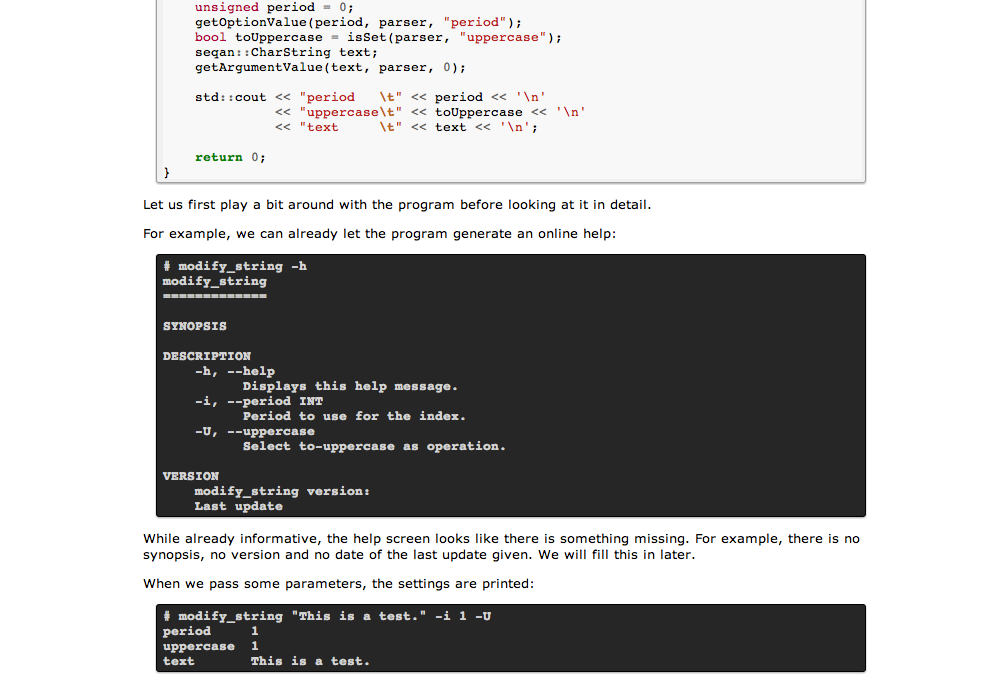 unsigned period = 0;
getOptionValue(period, parser, "period");
bool toUppercase = isSet(parser, "uppercase");
seqan::CharString text;
getArgumentValue(text, parser, 0);
std::cout << "period   \t" << period << '\n'
<< "uppercase\t" << toUppercase << '\n'
<< "text     \t" << text << '\n';
return 0;
}
Let us first play a bit around with the program before looking at it in detail.
For example, we can already let the program generate an online help:
# modify_string -h
modify_string
=============
SYNOPSIS
DESCRIPTION
-h, --help
Displays this help message.
-i, --period INT
Period to use for the index.
-U, --uppercase
Select to-uppercase as operation.
VERSION
modify_string version:
Last update
While already informative, the help screen looks like there is something missing. For example, there is no
synopsis, no version and no date of the last update given. We will fill this in later.
When we pass some parameters, the settings are printed:
# modify_string "This is a test." -i 1 -U
period     1
uppercase  1
text       This is a test.